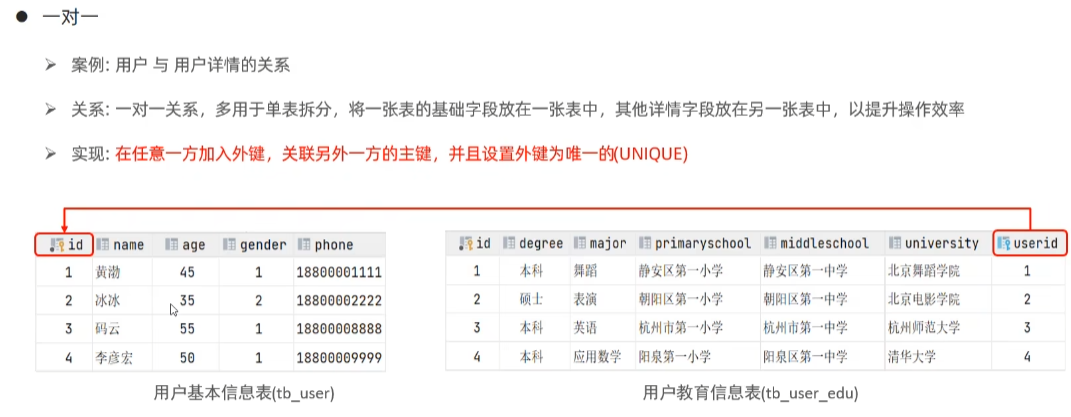 ● 一对一
➢ 案例: 用户 与 用户详情的关系
➢ 关系: 一对一关系，多用于单表拆分，将一张表的基础字段放在一张表中，其他详情字段放在另一张表中，以提升操作效率
➢ 实现: 在任意一方加入外键，关联另外一方的主键，并且设置外键为唯一的(UNIQUE)
id name age gender phone
1 黄渤 45 1 18800001111
2 冰冰 35 2 18800002222
3 码云 55 1 18800008888
4 李彦宏 50 1 18800009999
用户基本信息表(tb_user)
id degree major primaryschool middleschool university userid
1 本科 舞蹈 静安区第一小学 静安区第一中学 北京舞蹈学院 1
2 硕士 表演 朝阳区第一小学 朝阳区第一中学 北京电影学院 2
3 本科 英语 杭州市第一小学 杭州市第一中学 杭州师范大学 3
4 本科 应用数学 阳泉第一小学 阳泉区第一中学 清华大学 4
用户教育信息表(tb_user_edu)